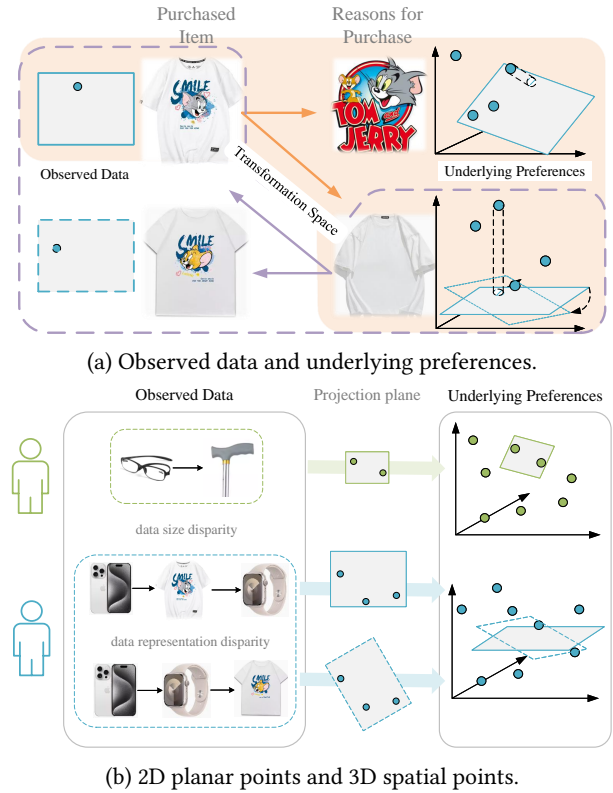 Purchased Item
Reasons for Purchase
SMILE
TOM and JERRY
Observed Data
Transformation Space
Underlying Preferences
SMILE
(a) Observed data and underlying preferences.
Observed Data
Projection plane
Underlying Preferences
data size disparity
SMILE
data representation disparity
SMILE
(b) 2D planar points and 3D spatial points.